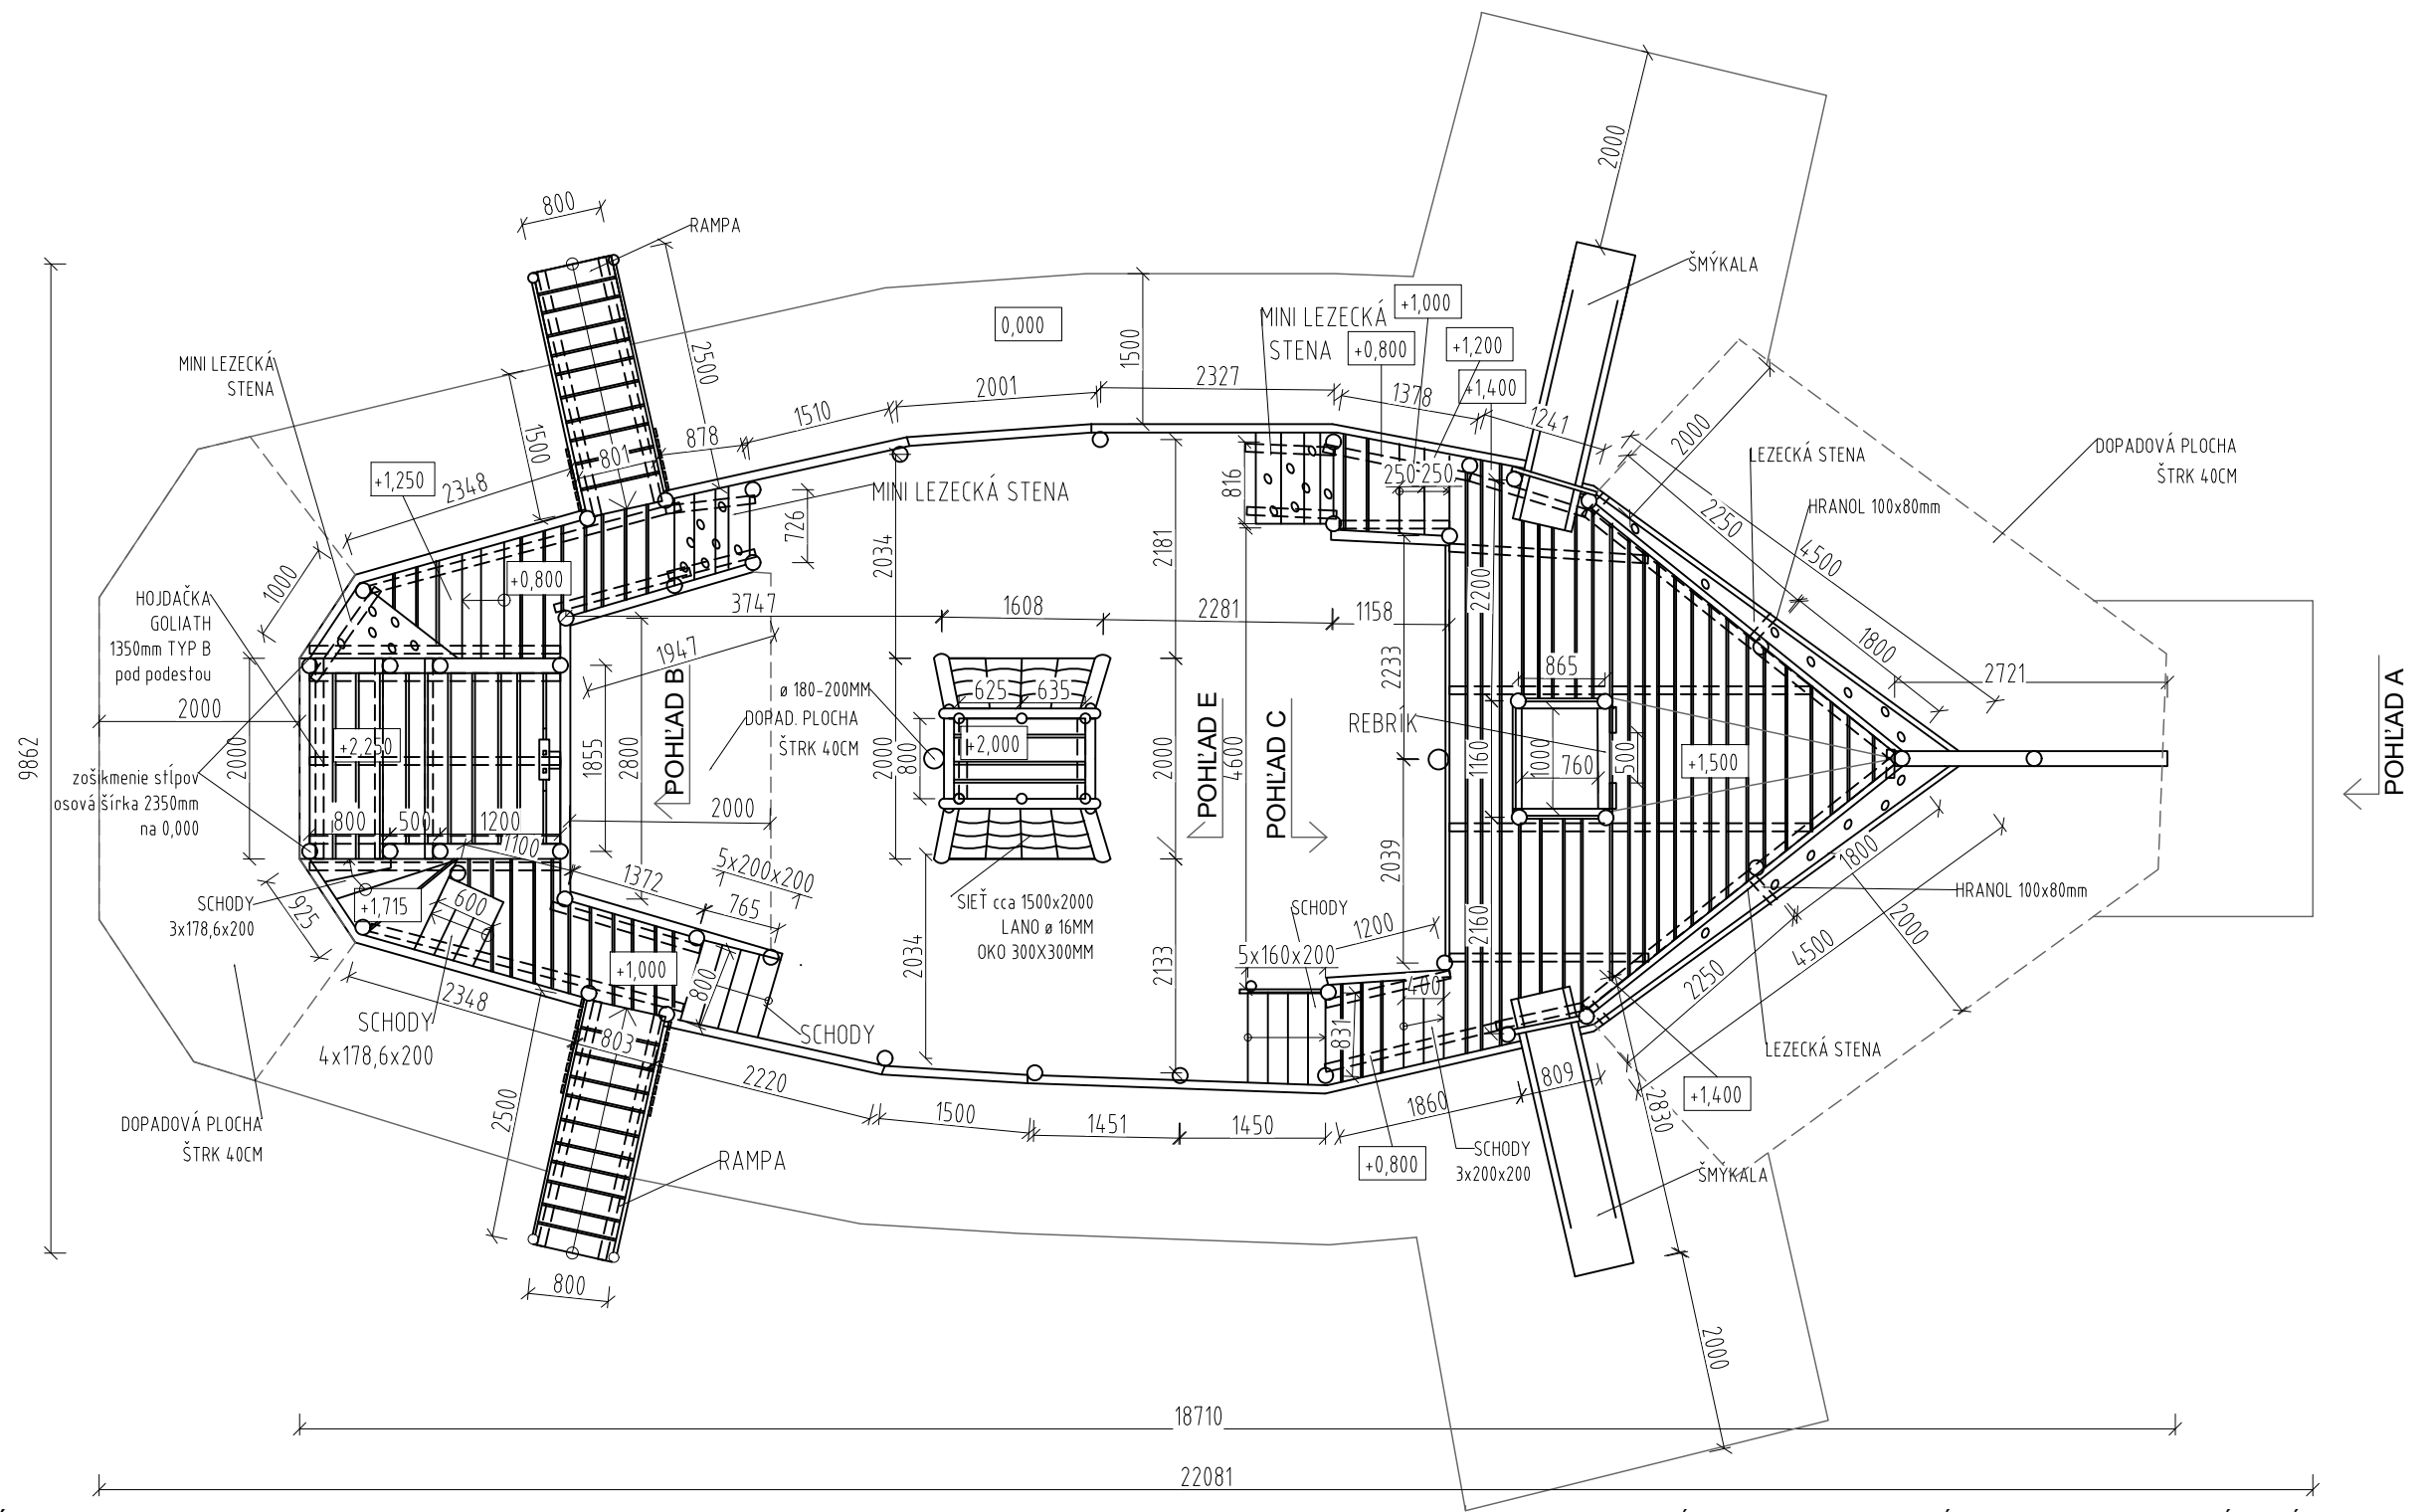 2000
800
RAMPA
ŠMÝKALA
+1,000
0,000
MINI LEZECKÁ
STENA
+0,800
+1,200
+1,400
1500
2500
MINI LEZECKÁ
STENA
2327
2001
1378
1241
1510
878
1500
801
2000
LEZECKÁ STENA
DOPADOVÁ PLOCHA
ŠTRK 40CM
+1,250
2348
250
250
816
MINI LEZECKÁ STENA
726
HRANOL 100x80mm
2250
4500
2034
2181
1000
+0,800
2200
HOJDAČKA
GOLIATH
1350mm TYP B
pod podestou
3747
1608
2281
1158
1947
2233
1800
865
2721
2000
ø 180-200MM
625
635
DOPAD. PLOCHA
ŠTRK 40CM
POHĽAD B
POHĽAD E
POHĽAD C
REBRÍK
POHĽAD A
9862
2000
+2,250
1855
2800
2000
800
+2,000
2000
4600
1160
1000
760
500
+1,500
zošikmenie stĺpov
osová šírka 2350mm
na 0,000
800
500
1200
2000
1100
1372
5x200x200
2039
1800
SCHODY
3x178,6x200
925
+1,715
600
765
SIEŤ cca 1500x2000
LANO ø 16MM
OKO 300X300MM
SCHODY
1200
2160
HRANOL 100x80mm
2000
5x160x200
+1,000
800
2034
2133
400
2250
4500
2348
SCHODY
4x178,6x200
803
SCHODY
831
LEZECKÁ STENA
2220
1500
1451
1450
1860
809
2830
+1,400
2500
DOPADOVÁ PLOCHA
ŠTRK 40CM
RAMPA
+0,800
SCHODY
3x200x200
ŠMÝKALA
800
2000
18710
22081